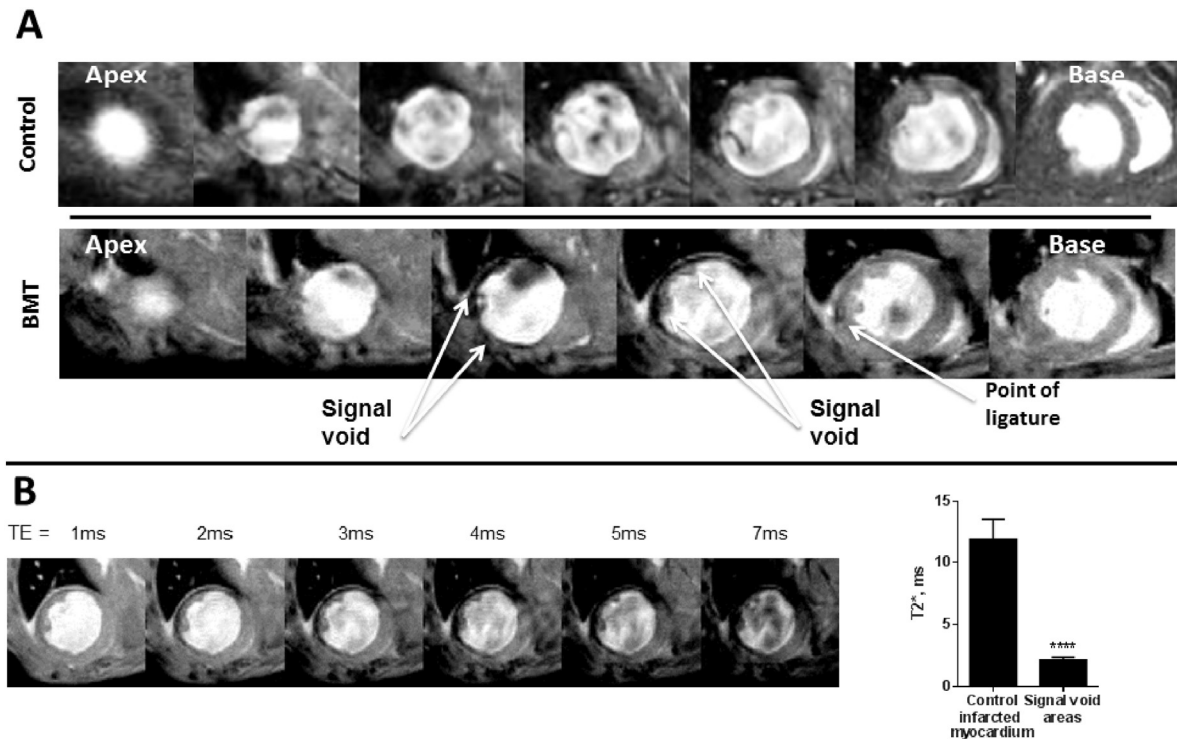 A
Control
Apex
Base
BMT
Apex
Base
Signal
void
Signal
void
Point of
ligature
B
TE = 1ms 2ms 3ms 4ms 5ms 7ms
T2*, ms
15
10
5
0
****
Control
infarcted
myocardium
Signal void
areas